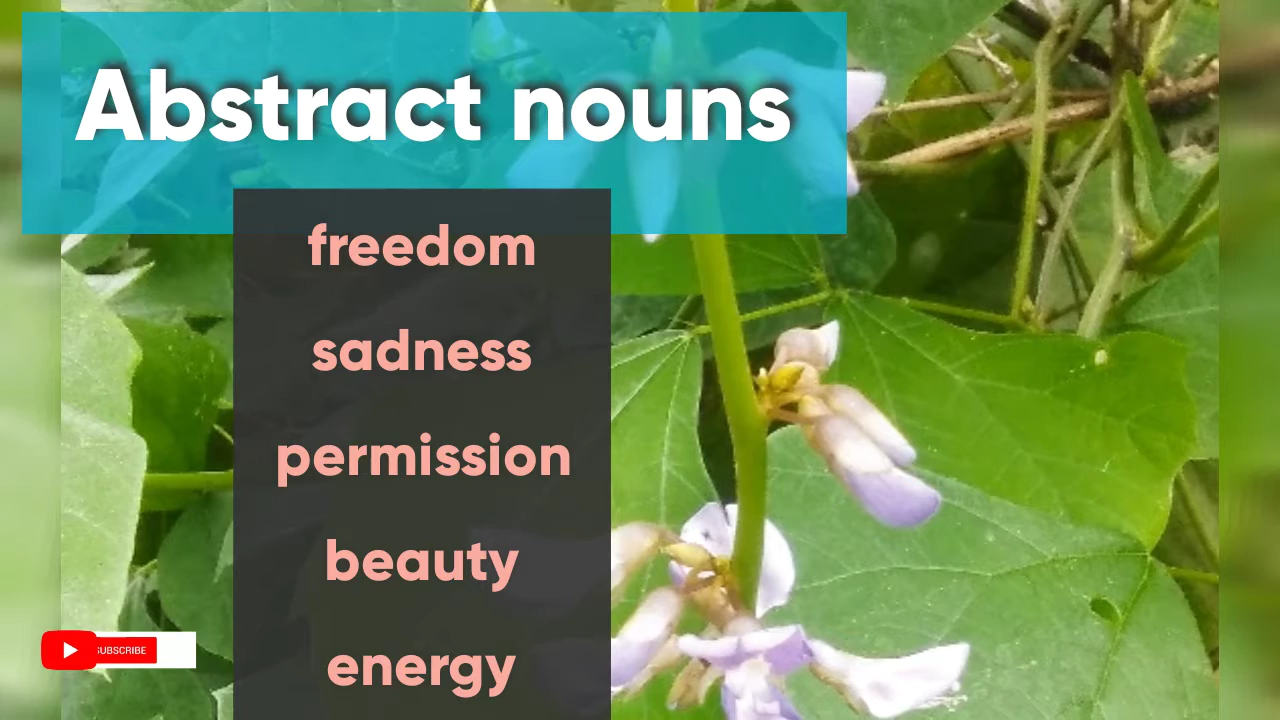 Abstract nouns
freedom
sadness
permission
beauty
energy
SUBSCRIBE